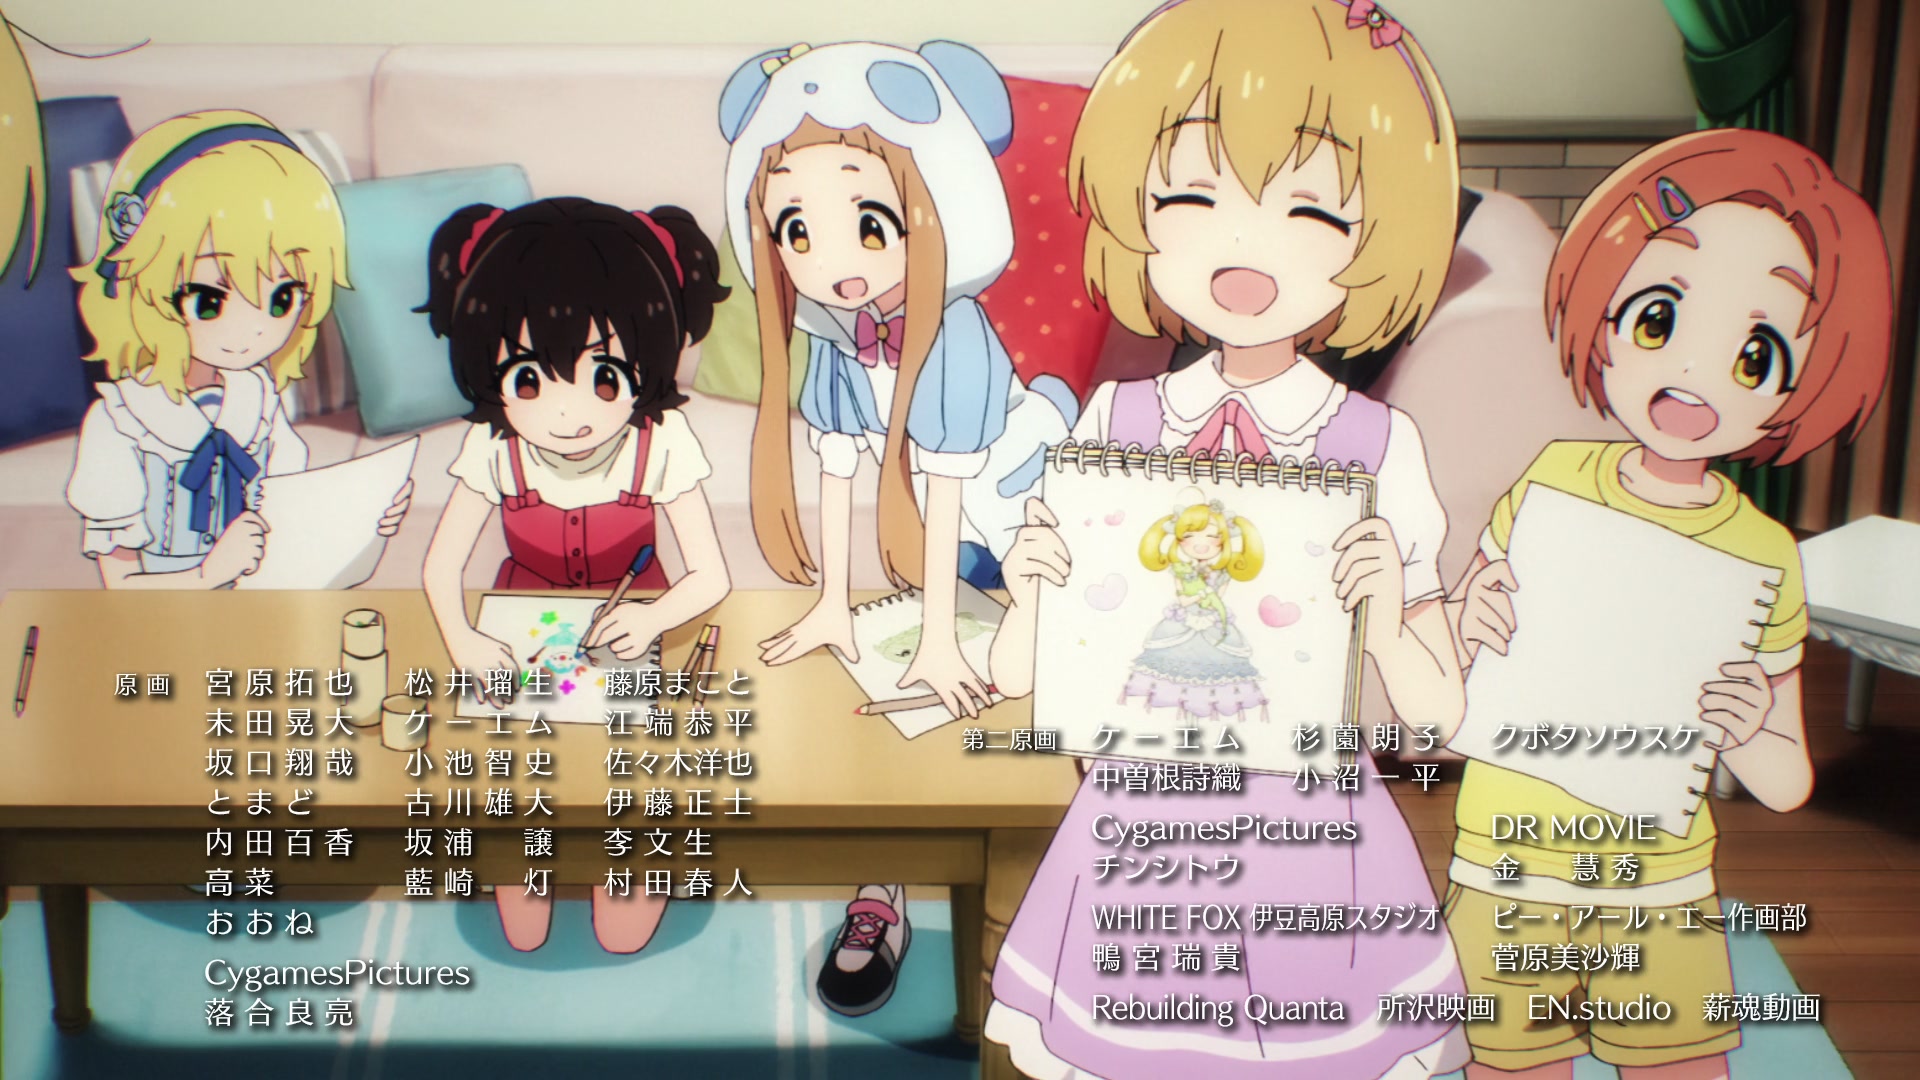 原画
宮原拓也　松井瑠生　藤原まこと
末田晃大　ケーエム　江端恭平
坂口翔哉　小池智史　佐々木洋也
とまど　古川雄大　伊藤正士
内田百香　坂浦　譲　李文生
高菜　藍崎　灯　村田春人
おおね
CygamesPictures
落合良亮
第二原画
ケーエム　杉薗朗子　クボタソウスケ
中曽根詩織　小沼一平
CygamesPictures　DR MOVIE
チンシトウ　金　慧秀
WHITE FOX 伊豆高原スタジオ　ピー・アール・エー作画部
鴨宮瑞貴　菅原美沙輝
Rebuilding Quanta　所沢映画　EN.studio　薪魂動画